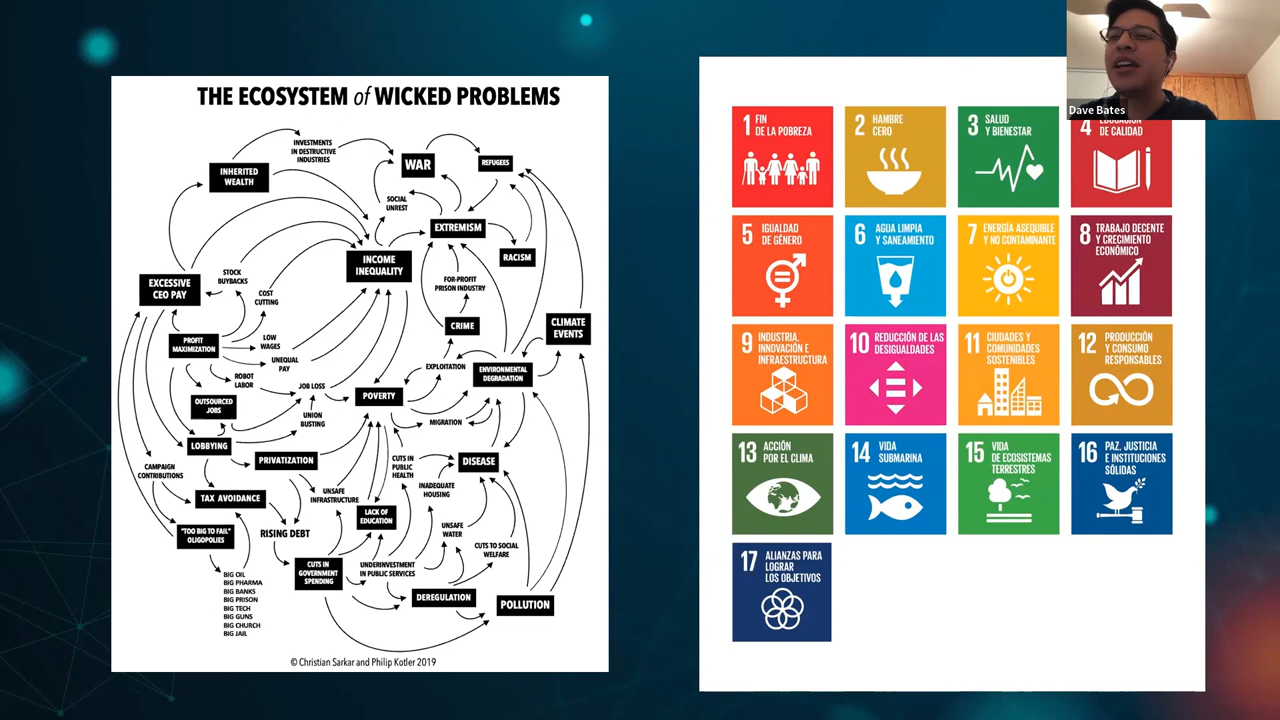 THE ECOSYSTEM of WICKED PROBLEMS
INVESTMENTS
IN DESTRUCTIVE
INDUSTRIES
WAR
REFUGEES
INHERITED
WEALTH
SOCIAL
UNREST
EXTREMISM
RACISM
INCOME
INEQUALITY
EXCESSIVE
CEO PAY
STOCK
BUYBACKS
COST
CUTTING
FOR-PROFIT
PRISON INDUSTRY
CRIME
CLIMATE
EVENTS
PROFIT
MAXIMIZATION
LOW
WAGES
UNEQUAL
PAY
EXPLOITATION
ENVIRONMENTAL
DEGRADATION
ROBOT
LABOR
JOB LOSS
POVERTY
OUTSOURCED
JOBS
UNION
BUSTING
MIGRATION
LOBBYING
PRIVATIZATION
CUTS IN
PUBLIC
HEALTH
DISEASE
CAMPAIGN
CONTRIBUTIONS
INADEQUATE
HOUSING
TAX AVOIDANCE
UNSAFE
INFRASTRUCTURE
LACK OF
EDUCATION
"TOO BIG TO FAIL"
OLIGOPOLIES
RISING DEBT
UNSAFE
WATER
CUTS TO SOCIAL
WELFARE
CUTS IN
GOVERNMENT
SPENDING
UNDERINVESTMENT
IN PUBLIC SERVICES
DEREGULATION
POLLUTION
BIG OIL
BIG PHARMA
BIG BANKS
BIG PRISON
BIG TECH
BIG GUNS
BIG CHURCH
BIG JAIL
© Christian Sarkar and Philip Kotler 2019
Dave Bates
1 FIN
DE LA POBREZA
2 HAMBRE
CERO
3 SALUD
Y BIENESTAR
4 EDUCACIÓN
DE CALIDAD
5 IGUALDAD
DE GÉNERO
6 AGUA LIMPIA
Y SANEAMIENTO
7 ENERGÍA ASEQUIBLE
Y NO CONTAMINANTE
8 TRABAJO DECENTE
Y CRECIMIENTO
ECONÓMICO
9 INDUSTRIA,
INNOVACIÓN E
INFRAESTRUCTURA
10 REDUCCIÓN DE LAS
DESIGUALDADES
11 CIUDADES Y
COMUNIDADES
SOSTENIBLES
12 PRODUCCIÓN
Y CONSUMO
RESPONSABLES
13 ACCIÓN
POR EL CLIMA
14 VIDA
SUBMARINA
15 VIDA
DE ECOSISTEMAS
TERRESTRES
16 PAZ, JUSTICIA
E INSTITUCIONES
SÓLIDAS
17 ALIANZAS PARA
LOGRAR
LOS OBJETIVOS